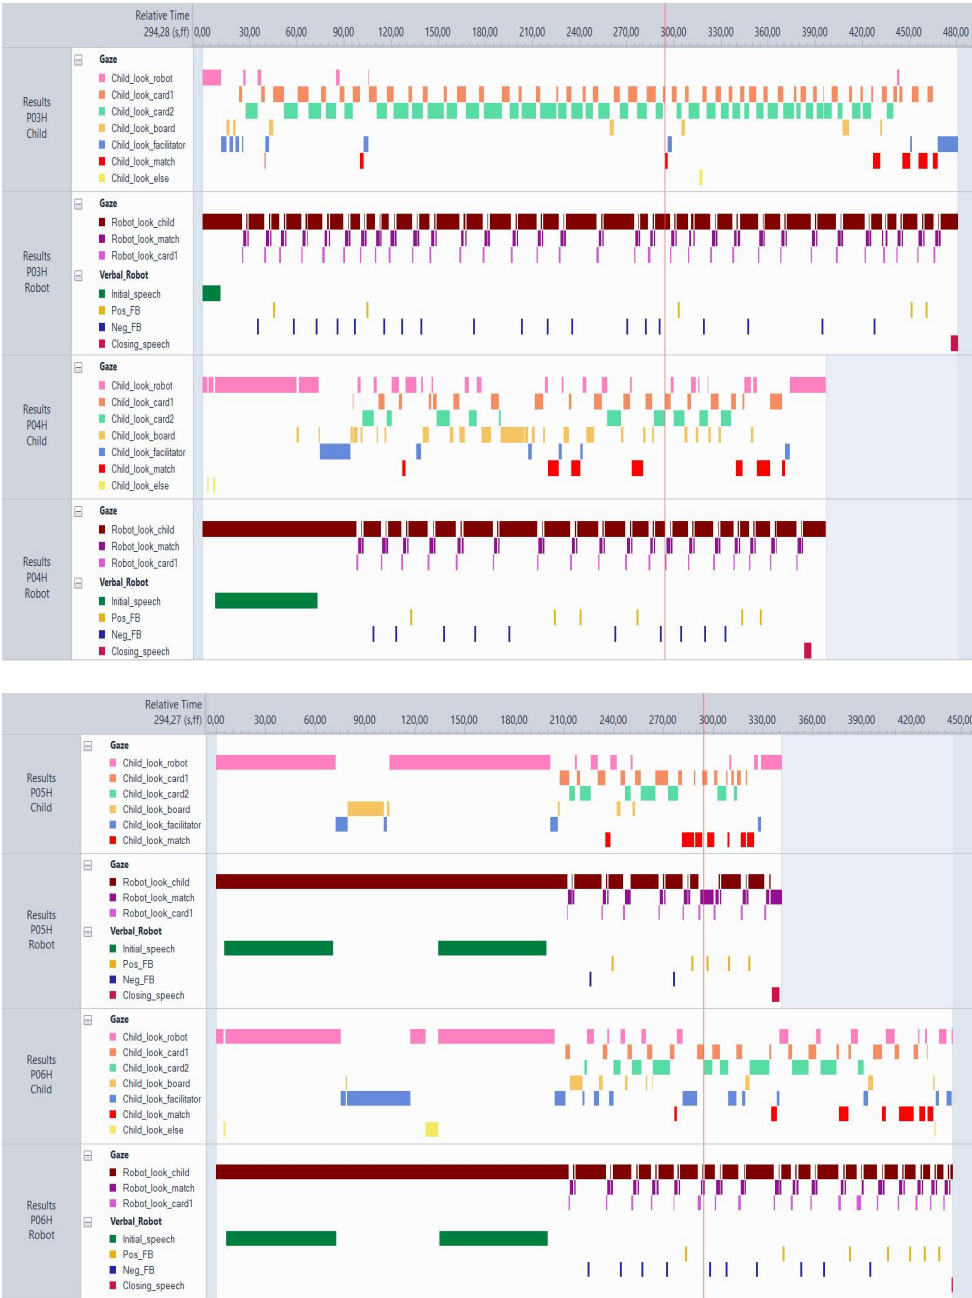 Relative Time
294,28 (s,ff) 0,00 30,00 60,00 90,00 120,00 150,00 180,00 210,00 240,00 270,00 300,00 330,00 360,00 390,00 420,00 450,00 480,00
Results
P03H
Child
Gaze
Child_look_robot
Child_look_card1
Child_look_card2
Child_look_board
Child_look_facilitator
Child_look_match
Child_look_else
Results
P03H
Robot
Gaze
Robot_look_child
Robot_look_match
Robot_look_card1
Verbal_Robot
Initial_speech
Pos_FB
Neg_FB
Closing_speech
Results
P04H
Child
Gaze
Child_look_robot
Child_look_card1
Child_look_card2
Child_look_board
Child_look_facilitator
Child_look_match
Child_look_else
Results
P04H
Robot
Gaze
Robot_look_child
Robot_look_match
Robot_look_card1
Verbal_Robot
Initial_speech
Pos_FB
Neg_FB
Closing_speech
Relative Time
294,27 (s,ff) 0,00 30,00 60,00 90,00 120,00 150,00 180,00 210,00 240,00 270,00 300,00 330,00 360,00 390,00 420,00 450,00
Results
P05H
Child
Gaze
Child_look_robot
Child_look_card1
Child_look_card2
Child_look_board
Child_look_facilitator
Child_look_match
Results
P05H
Robot
Gaze
Robot_look_child
Robot_look_match
Robot_look_card1
Verbal_Robot
Initial_speech
Pos_FB
Neg_FB
Closing_speech
Results
P06H
Child
Gaze
Child_look_robot
Child_look_card1
Child_look_card2
Child_look_board
Child_look_facilitator
Child_look_match
Child_look_else
Results
P06H
Robot
Gaze
Robot_look_child
Robot_look_match
Robot_look_card1
Verbal_Robot
Initial_speech
Pos_FB
Neg_FB
Closing_speech